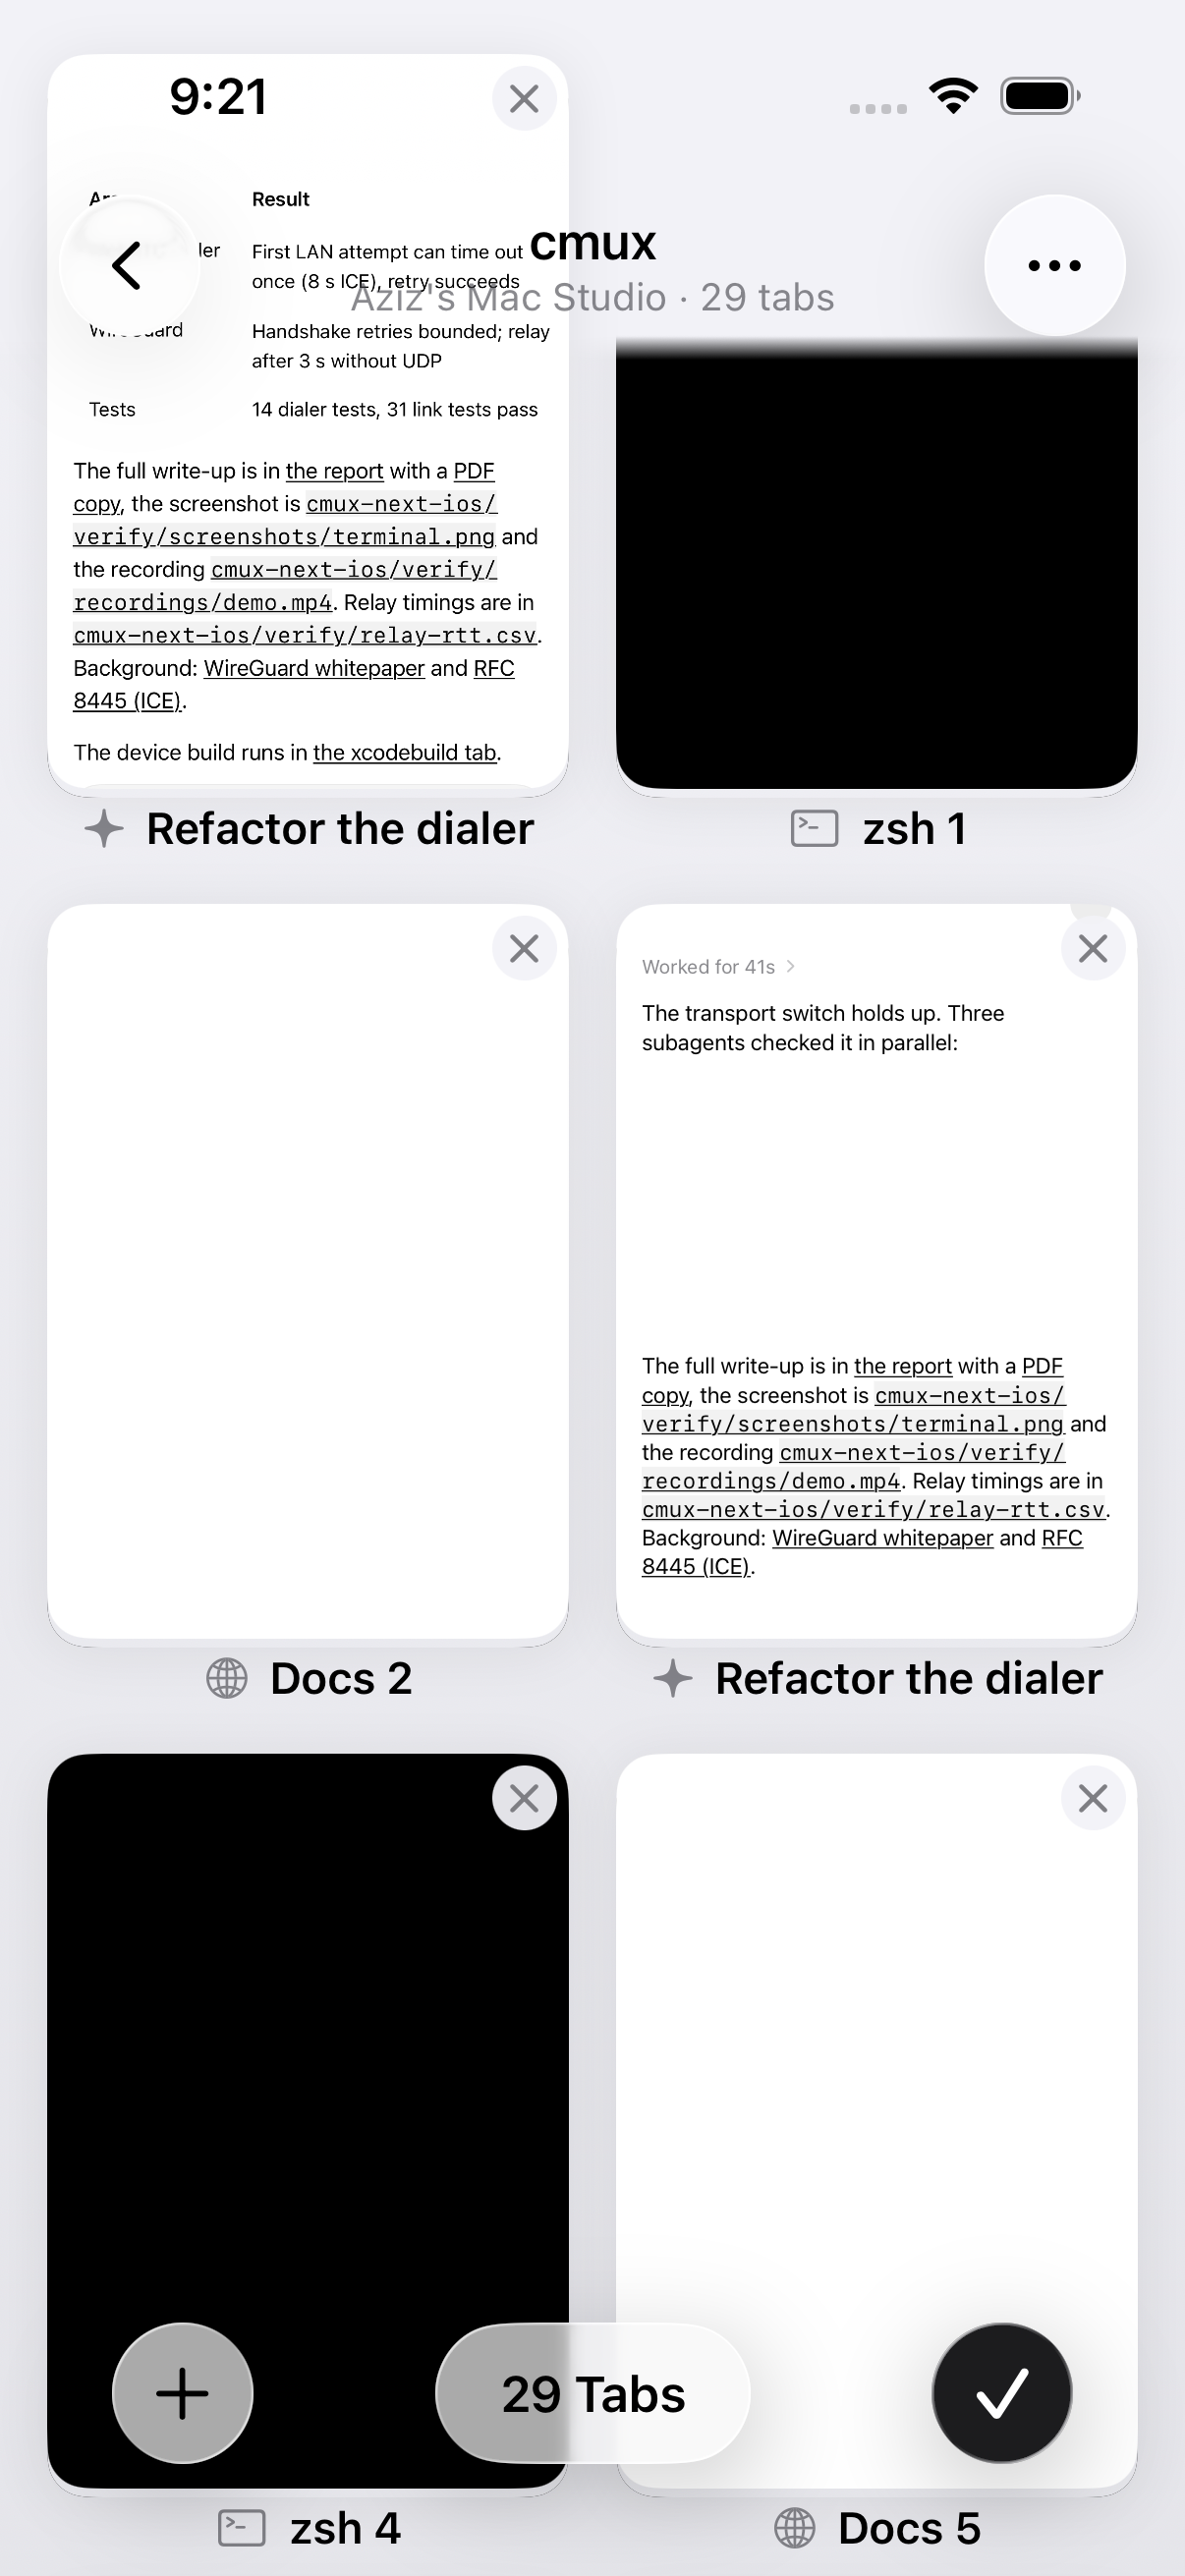 9:21
cmux
Aziz's Mac Studio · 29 tabs
Result
ler
First LAN attempt can time out
once (8 s ICE), retry succeeds
WireGuard
Handshake retries bounded; relay
after 3 s without UDP
Tests
14 dialer tests, 31 link tests pass
The full write-up is in the report with a PDF
copy, the screenshot is cmux-next-ios/
verify/screenshots/terminal.png and
the recording cmux-next-ios/verify/
recordings/demo.mp4. Relay timings are in
cmux-next-ios/verify/relay-rtt.csv.
Background: WireGuard whitepaper and RFC
8445 (ICE).
The device build runs in the xcodebuild tab.
Refactor the dialer
zsh 1
Worked for 41s
The transport switch holds up. Three
subagents checked it in parallel:
The full write-up is in the report with a PDF
copy, the screenshot is cmux-next-ios/
verify/screenshots/terminal.png and
the recording cmux-next-ios/verify/
recordings/demo.mp4. Relay timings are in
cmux-next-ios/verify/relay-rtt.csv.
Background: WireGuard whitepaper and RFC
8445 (ICE).
Docs 2
Refactor the dialer
29 Tabs
zsh 4
Docs 5